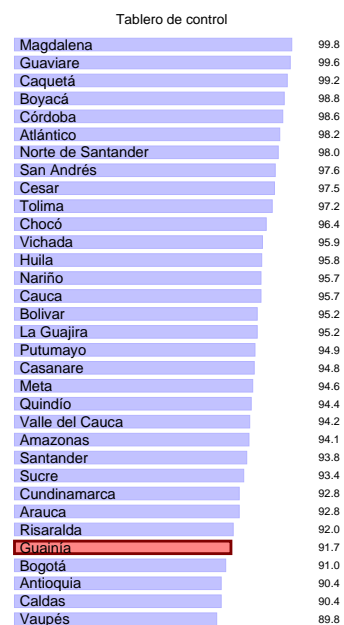 Tablero de control
Magdalena 99.8
Guaviare 99.6
Caquetá 99.2
Boyacá 98.8
Córdoba 98.6
Atlántico 98.2
Norte de Santander 98.0
San Andrés 97.6
Cesar 97.5
Tolima 97.2
Chocó 96.4
Vichada 95.9
Huila 95.8
Nariño 95.7
Cauca 95.7
Bolivar 95.2
La Guajira 95.2
Putumayo 94.9
Casanare 94.8
Meta 94.6
Quindío 94.4
Valle del Cauca 94.2
Amazonas 94.1
Santander 93.8
Sucre 93.4
Cundinamarca 92.8
Arauca 92.8
Risaralda 92.0
Guainía 91.7
Bogotá 91.0
Antioquia 90.4
Caldas 90.4
Vaupés 89.8